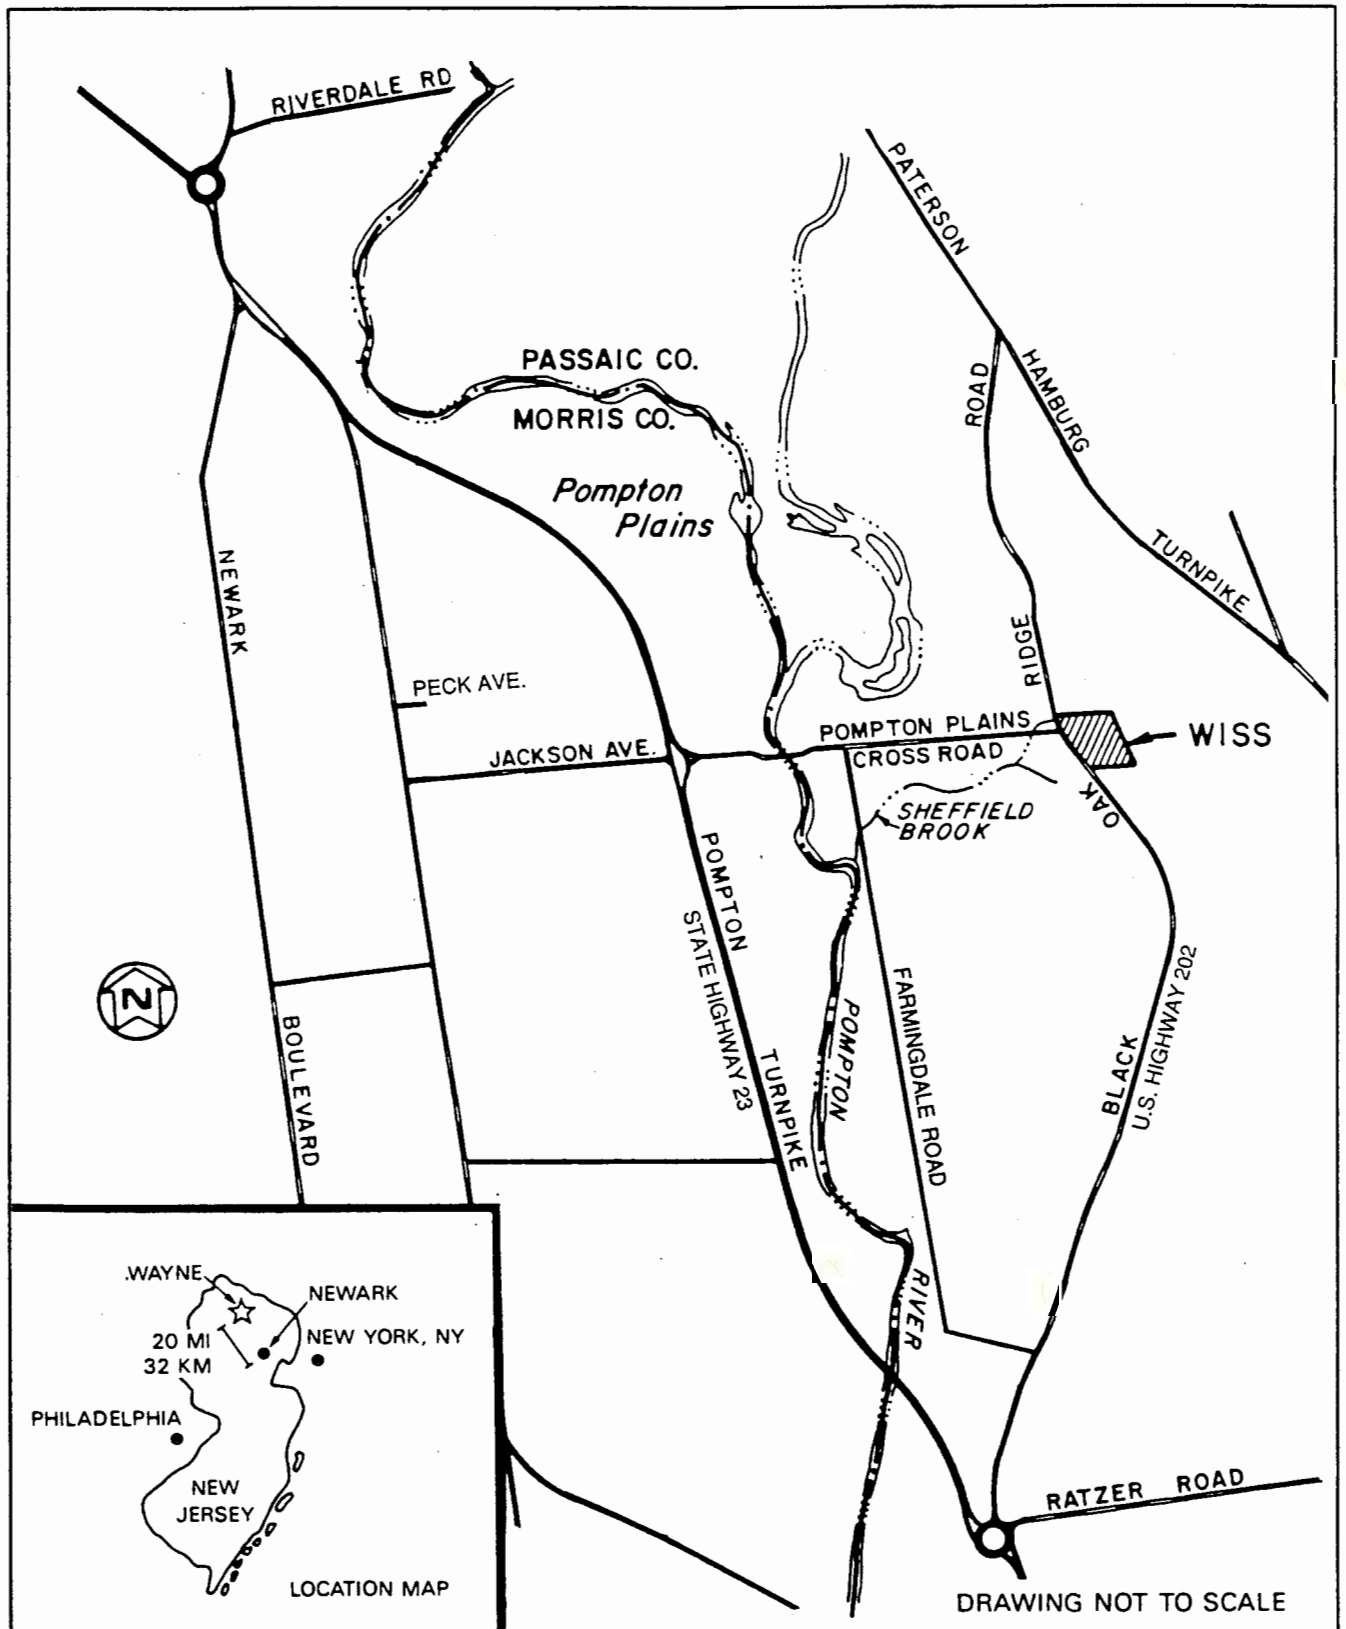 RIVERDALE RD
PATERSON
HAMBURG
TURNPIKE
PASSAIC CO.
MORRIS CO.
Pompton
Plains
ROAD
RIDGE
NEWARK
PECK AVE.
JACKSON AVE.
POMPTON PLAINS
CROSS ROAD
WISS
OAK
SHEFFIELD
BROOK
POMPTON
STATE HIGHWAY 23
TURNPIKE
N
BOULEVARD
POMPTON
RIVER
FARMINGDALE ROAD
BLACK
U.S. HIGHWAY 202
RATZER ROAD
WAYNE
NEWARK
20 MI
32 KM
NEW YORK, NY
PHILADELPHIA
NEW
JERSEY
LOCATION MAP
DRAWING NOT TO SCALE